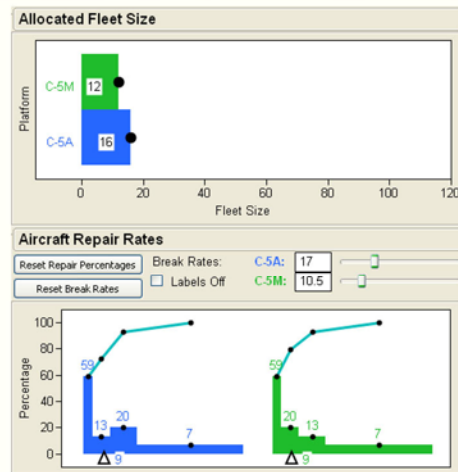 Allocated Fleet Size
Platform
C-5M
12
C-5A
16
0 20 40 60 80 100 120
Fleet Size
Aircraft Repair Rates
Reset Repair Percentages
Break Rates:
C-5A:
17
Reset Break Rates
Labels Off
C-5M:
10.5
Percentage
100
80
60
40
20
0
59
13
20
7
9
59
20
13
7
9